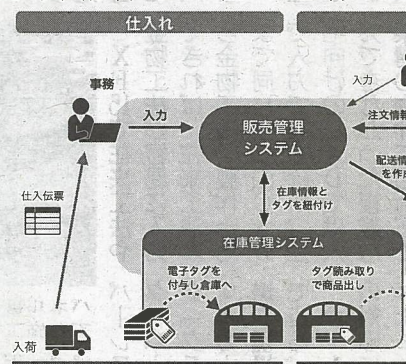 仕入れ
事務
入力
入力
注文情報
販売管理
システム
配送情
を作成
仕入伝票
在庫情報と
タグを紐付け
在庫管理システム
電子タグを
付与し倉庫へ
タグ読み取り
で商品出し
入荷